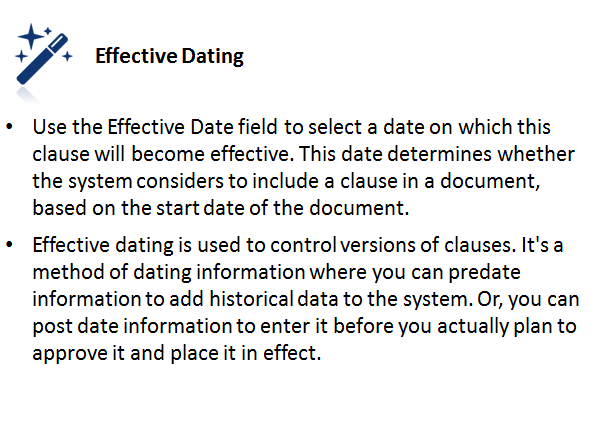 Effective Dating
• Use the Effective Date field to select a date on which this
clause will become effective. This date determines whether
the system considers to include a clause in a document,
based on the start date of the document.
• Effective dating is used to control versions of clauses. It's a
method of dating information where you can predate
information to add historical data to the system. Or, you can
post date information to enter it before you actually plan to
approve it and place it in effect.